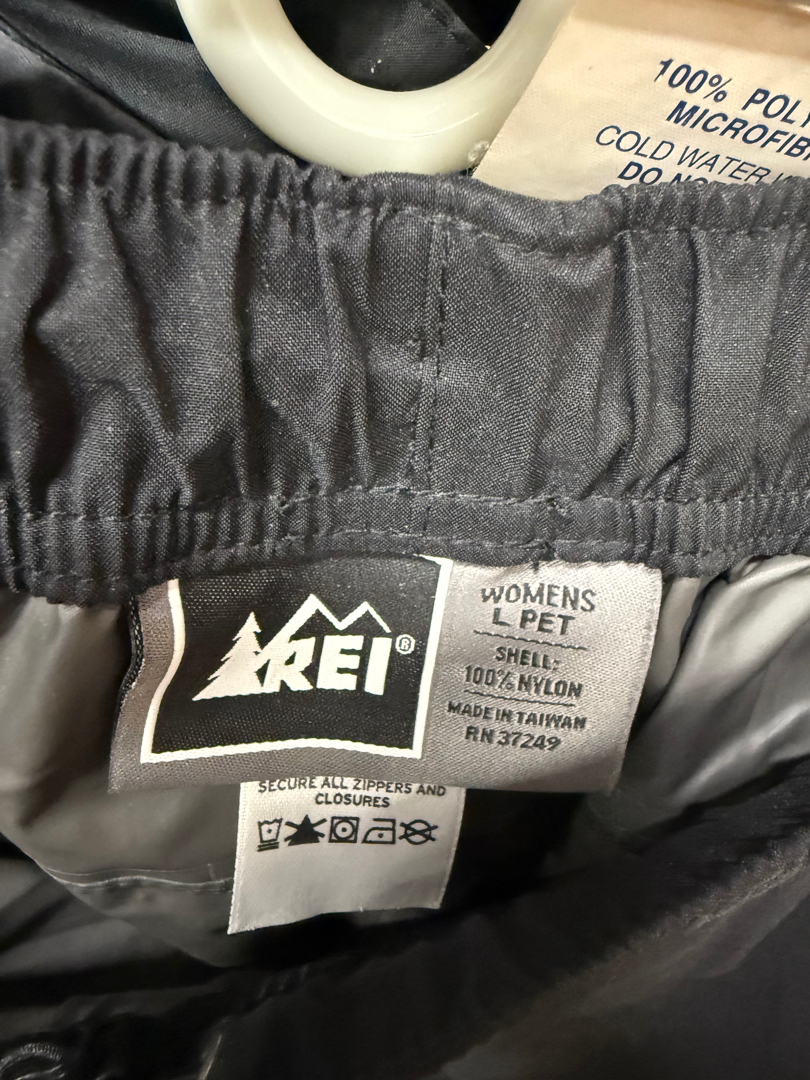 100% POLY
MICROFIB
COLD WATER
DO NOT
REI®
WOMENS
L PET
SHELL:
100% NYLON
MADE IN TAIWAN
RN 37249
SECURE ALL ZIPPERS AND
CLOSURES